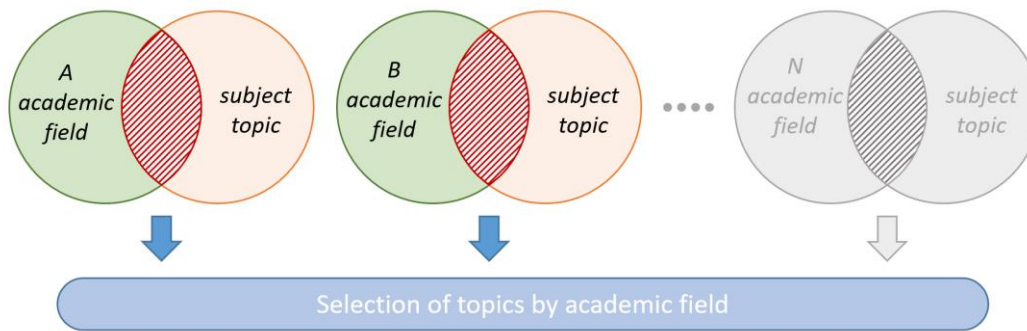 A
academic
field
subject
topic
B
academic
field
subject
topic
N
academic
field
subject
topic
Selection of topics by academic field